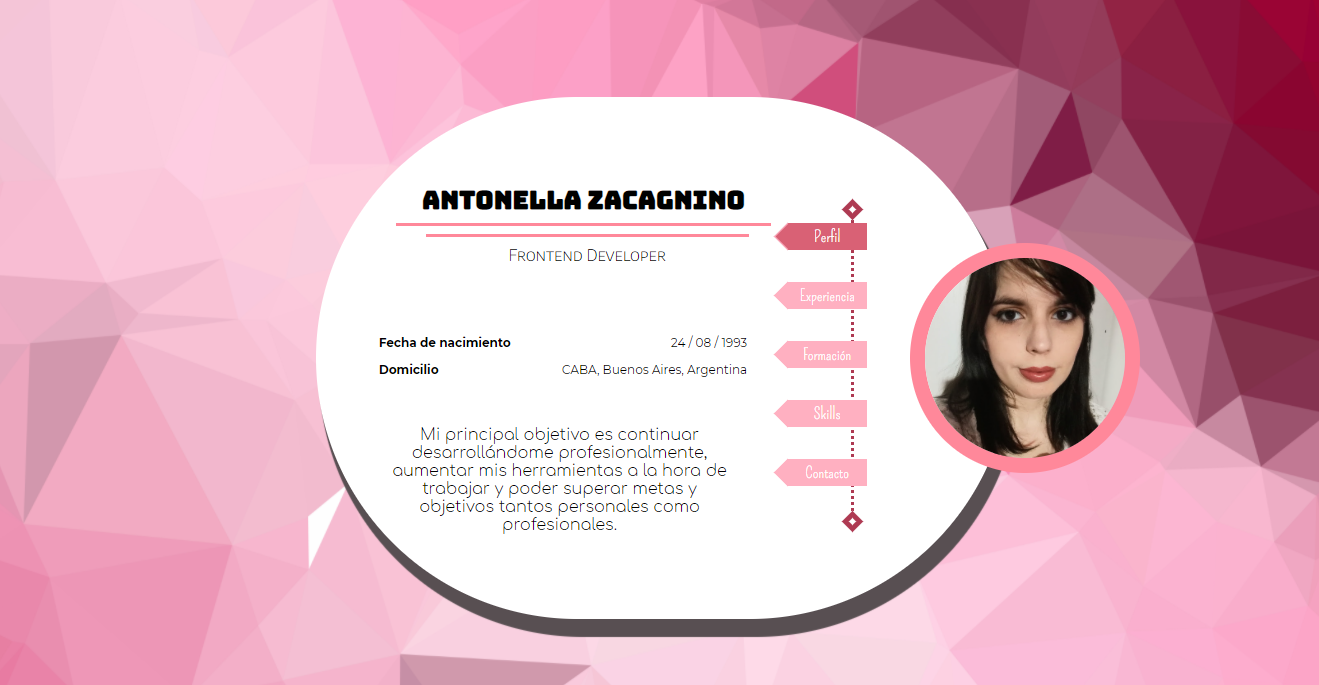 ANTONELLA ZACAGNINO
Frontend Developer
Fecha de nacimiento 24 / 08 / 1993
Domicilio CABA, Buenos Aires, Argentina
Mi principal objetivo es continuar
desarrollándome profesionalmente,
aumentar mis herramientas a la hora de
trabajar y poder superar metas y
objetivos tantos personales como
profesionales.
Perfil
Experiencia
Formación
Skills
Contacto